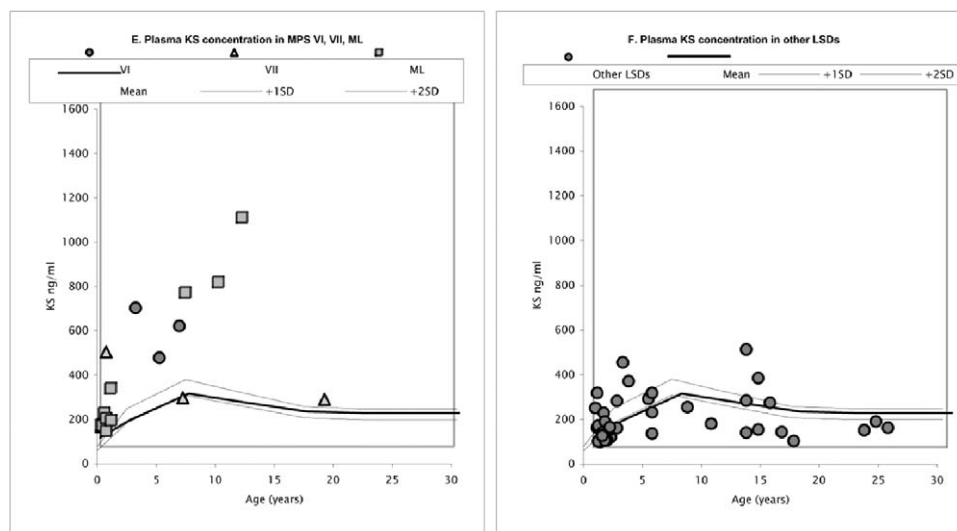 E. Plasma KS concentration in MPS VI, VII, ML
VI VII ML
Mean +1SD +2SD
1600
1400
1200
1000
800
600
400
200
0
KS ng/ml
0 5 10 15 20 25 30
Age (years)
F. Plasma KS concentration in other LSDs
Other LSDs Mean +1SD +2SD
1600
1400
1200
1000
800
600
400
200
0
KS ng/ml
0 5 10 15 20 25 30
Age (years)